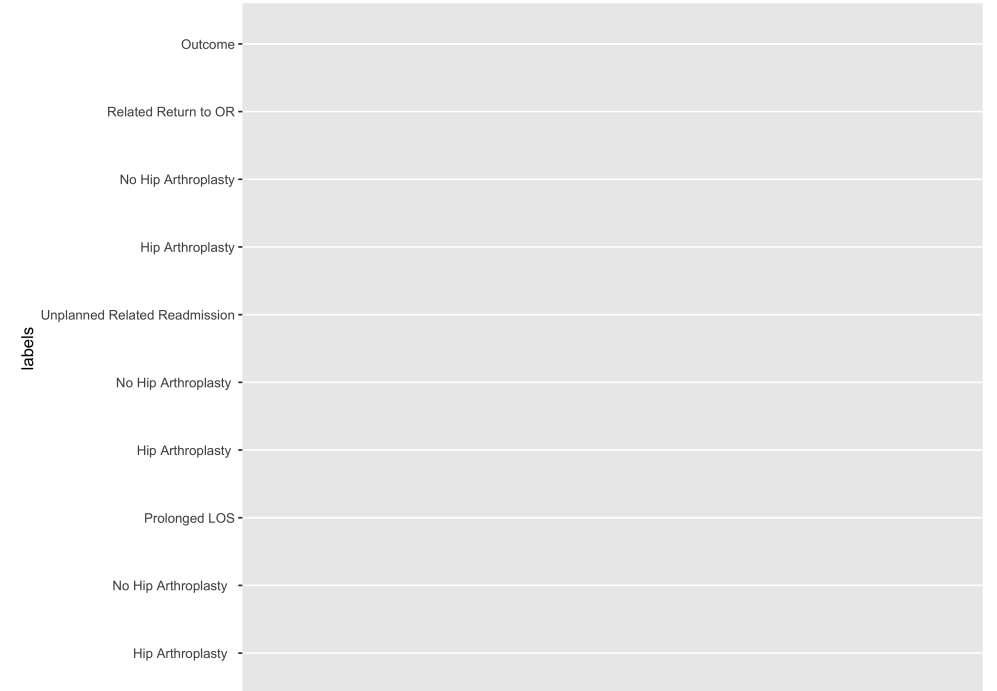 Outcome
Related Return to OR
No Hip Arthroplasty
Hip Arthroplasty
Unplanned Related Readmission
labels
No Hip Arthroplasty
Hip Arthroplasty
Prolonged LOS
No Hip Arthroplasty
Hip Arthroplasty